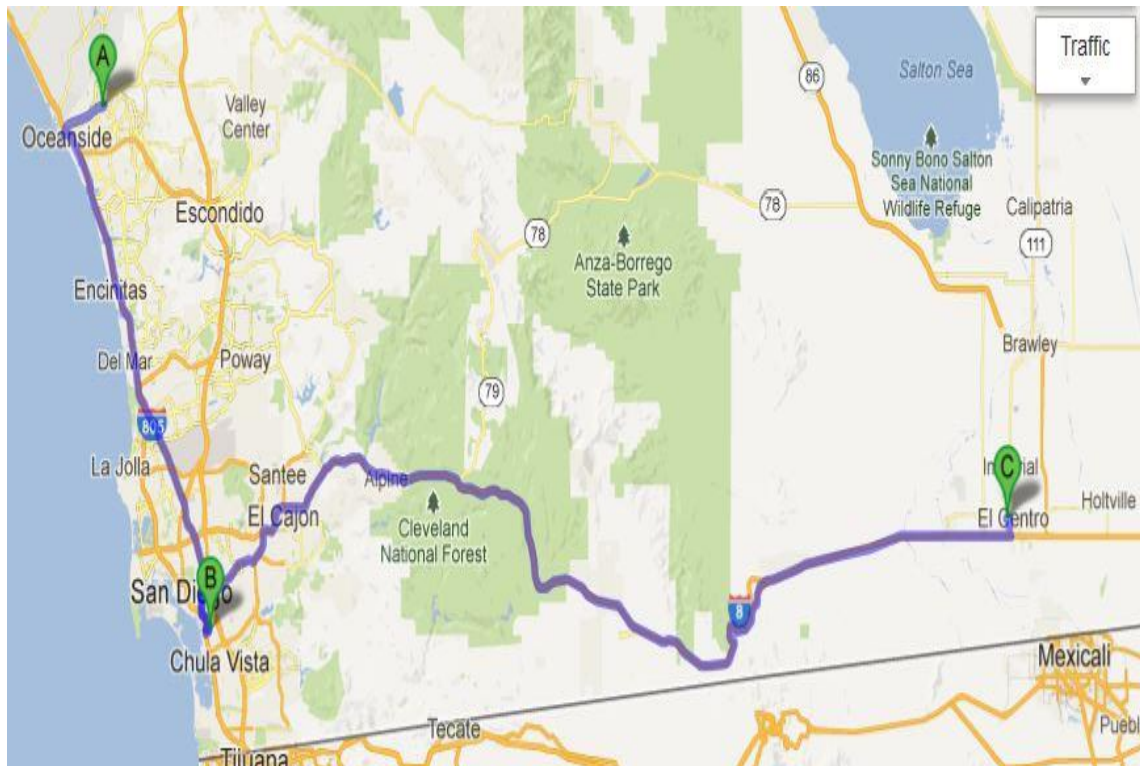 Traffic
A
86
Salton Sea
Valley
Center
Oceanside
Sonny Bono Salton
Sea National
Wildlife Refuge
Escondido
78
Calipatria
78
111
Anza-Borrego
State Park
Encinitas
Brawley
Del Mar
Poway
79
805
La Jolla
Santee
Alpine
C
Holtville
El Cajon
El Centro
Cleveland
National Forest
B
San Diego
8
Chula Vista
Mexicali
Tecate
Tijuana